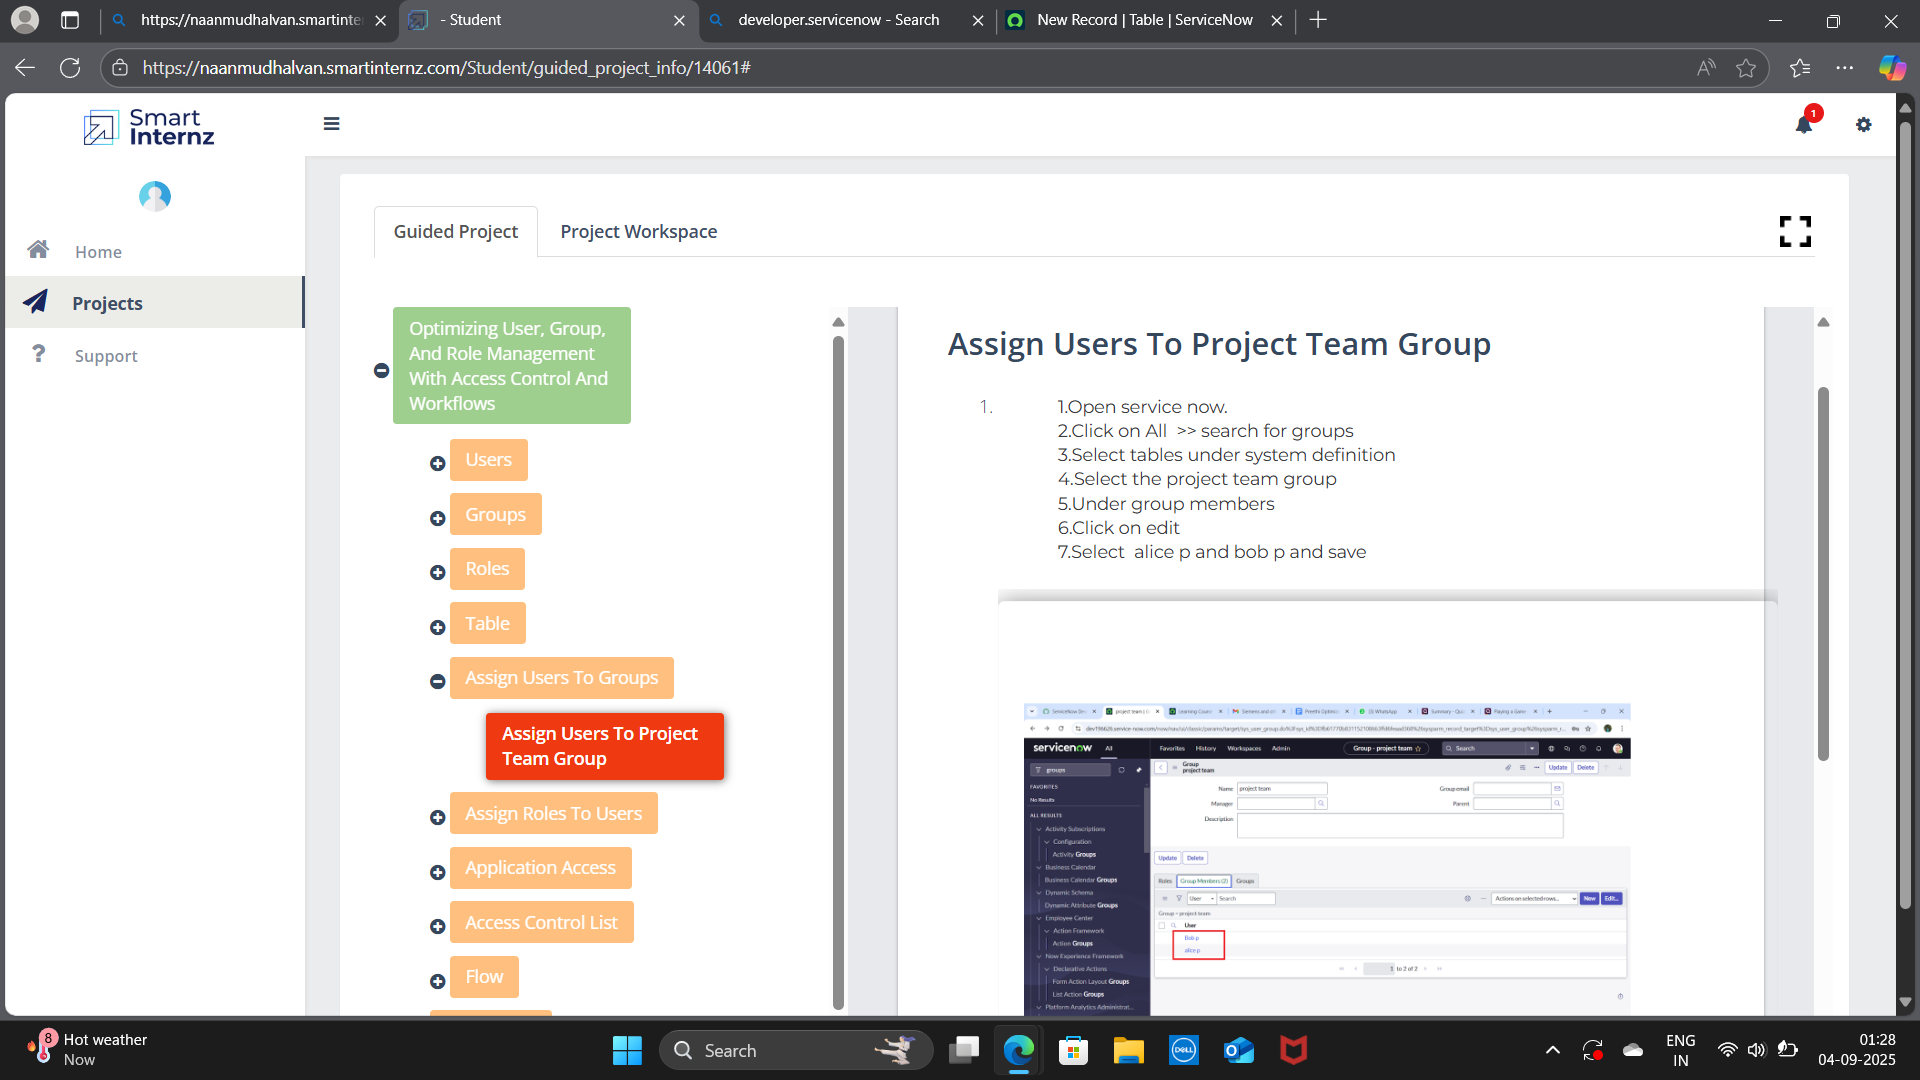 https://naanmudhalvan.smartinte
- Student
developer.servicenow - Search
New Record | Table | ServiceNow
https://naanmudhalvan.smartinternz.com/Student/guided_project_info/14061#
Smart
Internz
1
Home
Projects
Support
Guided Project
Project Workspace
Optimizing User, Group,
And Role Management
With Access Control And
Workflows
Users
Groups
Roles
Table
Assign Users To Groups
Assign Users To Project
Team Group
Assign Roles To Users
Application Access
Access Control List
Flow
Assign Users To Project Team Group
1.
1.Open service now.
2.Click on All >> search for groups
3.Select tables under system definition
4.Select the project team group
5.Under group members
6.Click on edit
7.Select alice p and bob p and save
servicenow All Favorites History Workspaces Admin Group - project team Search
groups
Group
project team
Update Delete
FAVORITES
No Results
ALL RESULTS
Activity Subscriptions
Configuration
Activity Groups
Business Calendar
Business Calendar Groups
Dynamic Schema
Dynamic Attribute Groups
Employee Center
Action Framework
Action Groups
Now Experience Framework
Declarative Actions
Form Action Layout Groups
List Action Groups
Platform Analytics Administrat...
Name project team
Group email
Manager
Parent
Description
Update Delete
Roles Group Members (2) Groups
User Search
Actions on selected rows... New Edit...
Group = project team
User
Bob p
alice p
1 to 2 of 2
8
Hot weather
Now
Search
DELL
ENG
IN
01:28
04-09-2025